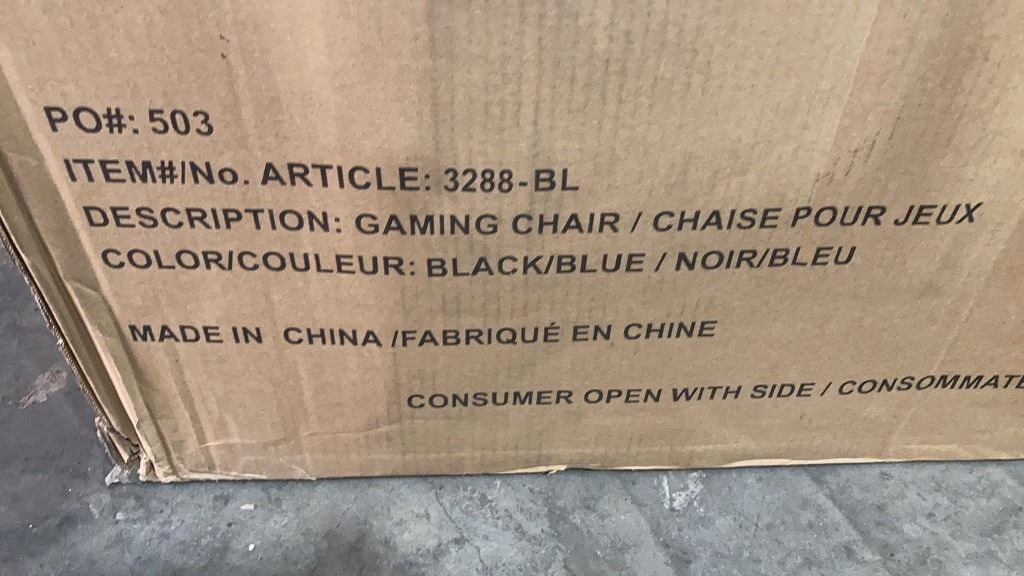 PO#: 503
ITEM#/No. ARTICLE: 3288-BL
DESCRIPTION: GAMING CHAIR / CHAISE POUR JEUX
COLOR/COULEUR: BLACK/BLUE / NOIR/BLEU
MADE IN CHINA /FABRIQUÉ EN CHINE
CONSUMER OPEN WITH SIDE /